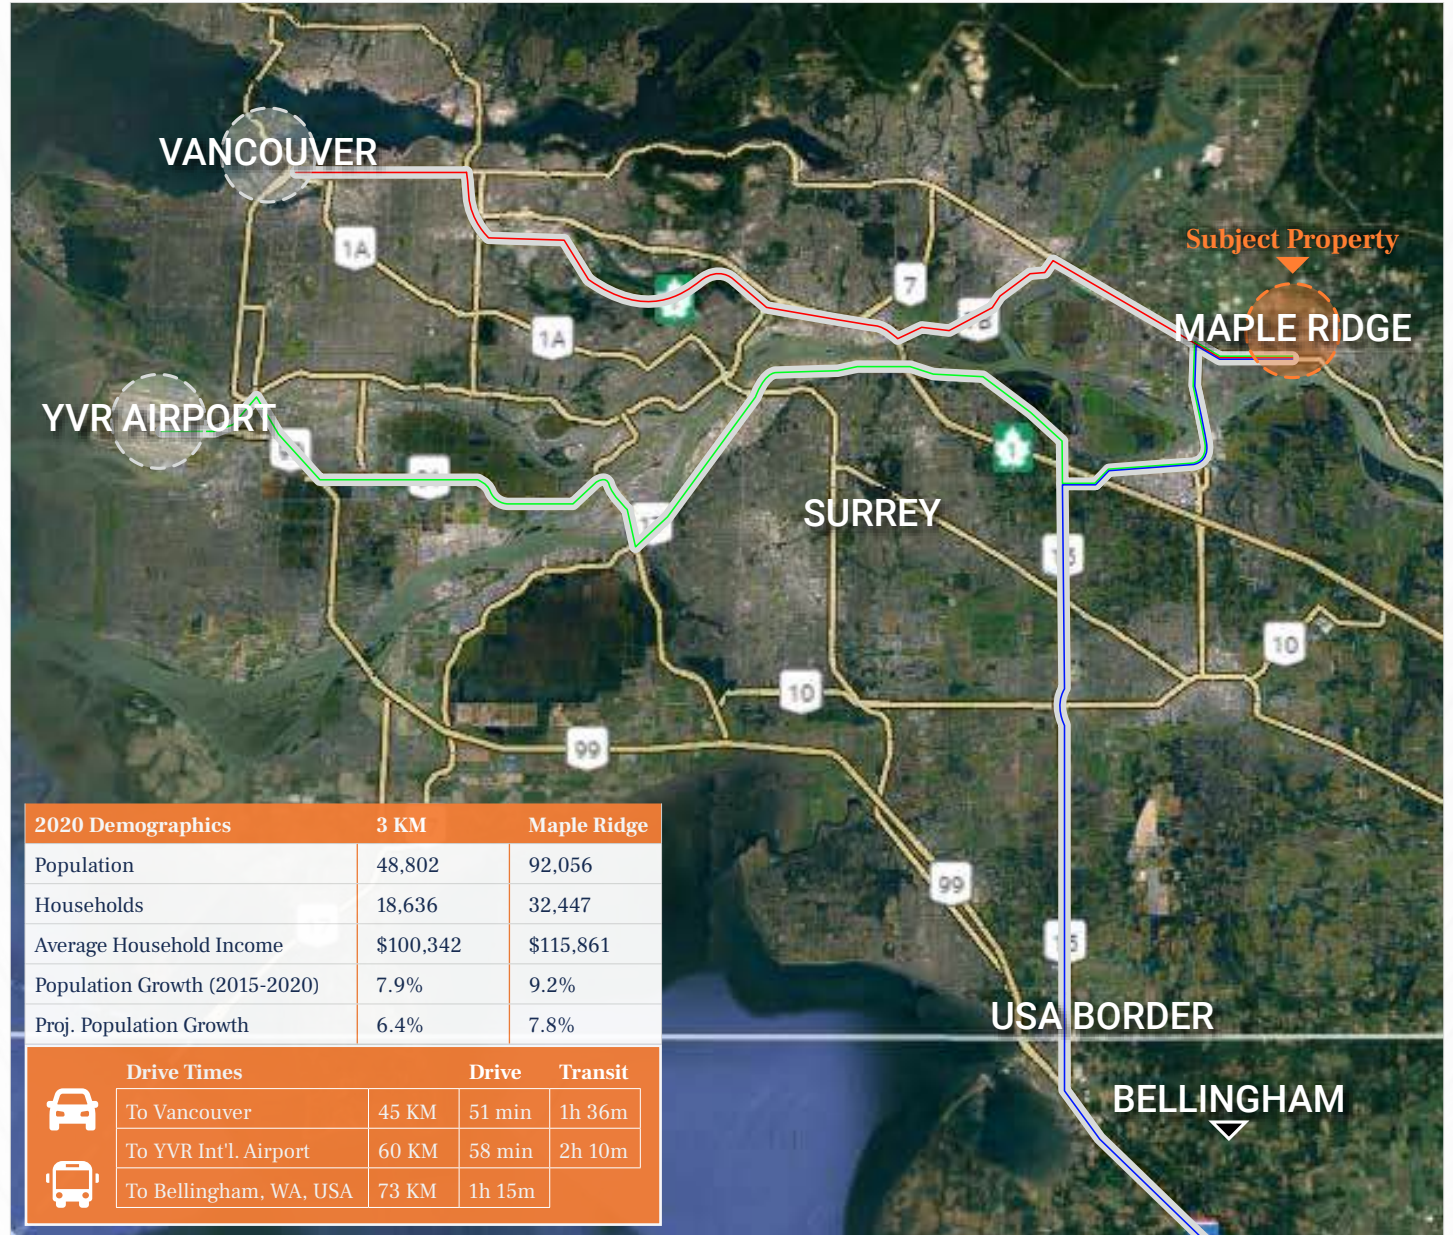 VANCOUVER
1A
Subject Property
7
MAPLE RIDGE
1A
YVR AIRPORT
1
SURREY
10
10
99
99
USA BORDER
BELLINGHAM
2020 Demographics 3 KM Maple Ridge
Population 48,802 92,056
Households 18,636 32,447
Average Household Income $100,342 $115,861
Population Growth (2015-2020) 7.9% 9.2%
Proj. Population Growth 6.4% 7.8%
Drive Times Drive Transit
To Vancouver 45 KM 51 min 1h 36m
To YVR Int'l. Airport 60 KM 58 min 2h 10m
To Bellingham, WA, USA 73 KM 1h 15m